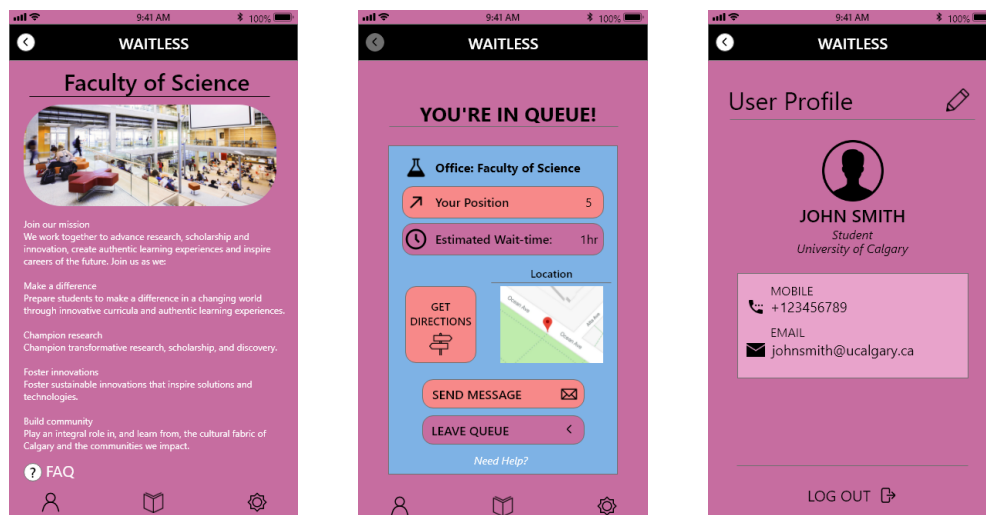 9:41 AM
100%
WAITLESS
Faculty of Science
Join our mission
We work together to advance research, scholarship and
innovation, create authentic learning experiences and inspire
careers of the future. Join us as we:
Make a difference
Prepare students to make a difference in a changing world
through innovative curricula and authentic learning experiences.
Champion research
Champion transformative research, scholarship, and discovery.
Foster innovations
Foster sustainable innovations that inspire solutions and
technologies.
Build community
Play an integral role in, and learn from, the cultural fabric of
Calgary and the communities we impact.
? FAQ
9:41 AM
100%
WAITLESS
YOU'RE IN QUEUE!
Office: Faculty of Science
Your Position 5
Estimated Wait-time: 1hr
Location
GET
DIRECTIONS
Ocean Ave
Ocean Ave
SEND MESSAGE
LEAVE QUEUE
Need Help?
9:41 AM
100%
WAITLESS
User Profile
JOHN SMITH
Student
University of Calgary
MOBILE
+123456789
EMAIL
johnsmith@ucalgary.ca
LOG OUT